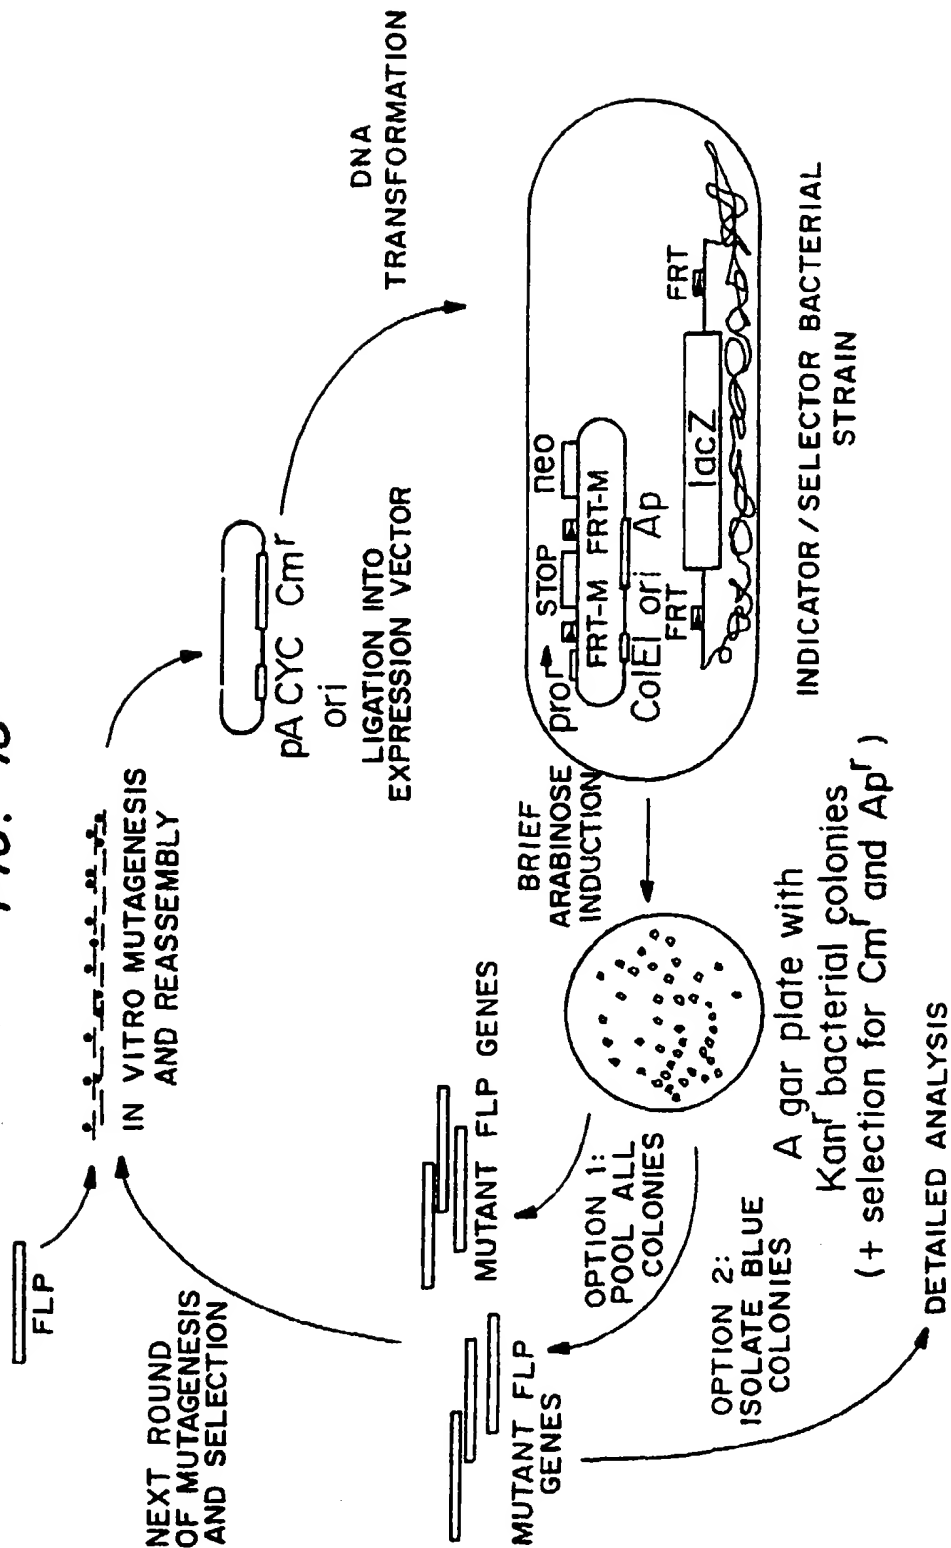 FLP
IN VITRO MUTAGENESIS
AND REASSEMBLY
NEXT ROUND
OF MUTAGENESIS
AND SELECTION
pA CYC Cmr
ori
LIGATION INTO
EXPRESSION VECTOR
DNA
TRANSFORMATION
pro STOP neo
FRT-M FRT-M
ColEI ori Ap
FRT
lacZ
FRT
INDICATOR/SELECTOR BACTERIAL
STRAIN
BRIEF
ARABINOSE
INDUCTION
A gar plate with
Kanr bacterial colonies
(+ selection for Cmr and Apr)
OPTION 1:
POOL ALL
COLONIES
MUTANT FLP GENES
OPTION 2:
ISOLATE BLUE
COLONIES
MUTANT FLP
GENES
DETAILED ANALYSIS